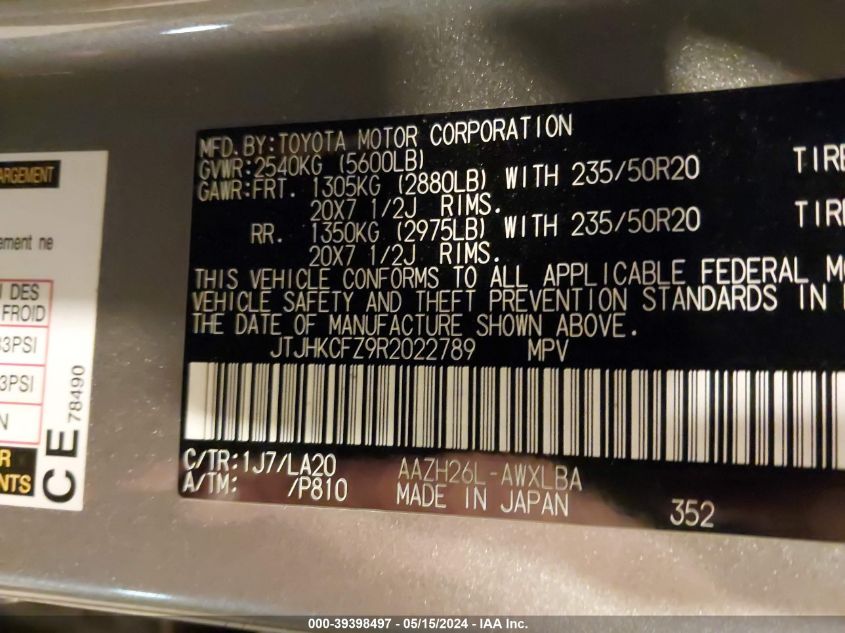 ARGEMENT
ement ne
DES
FROID
33PSI
3PSI
N
R
NTS
CE 78490
MFD. BY:TOYOTA MOTOR CORPORATION
GVWR:2540KG (5600LB)
GAWR:FRT. 1305KG (2880LB) WITH 235/50R20 TIRE
20X7 1/2J RIMS.
RR. 1350KG (2975LB) WITH 235/50R20 TIRE
20X7 1/2J RIMS.
THIS VEHICLE CONFORMS TO ALL APPLICABLE FEDERAL MO
VEHICLE SAFETY AND THEFT PREVENTION STANDARDS IN
THE DATE OF MANUFACTURE SHOWN ABOVE.
JTJHKCFZ9R2022789 MPV
C/TR:1J7/LA20 AAZH26L-AWXLBA
A/TM: /P810 MADE IN JAPAN 352
000-39398497 - 05/15/2024 - IAA Inc.